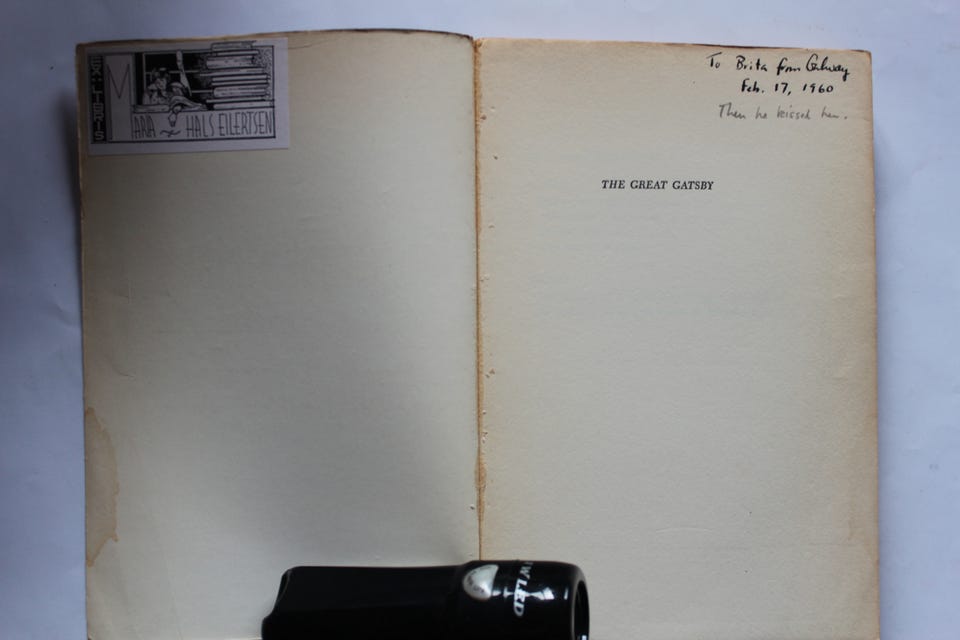 EX·LIBRIS
MARA ~ HALS EILERTSEN
To Brita from Galway
Feb. 17, 1960
Then he kissed her.
THE GREAT GATSBY